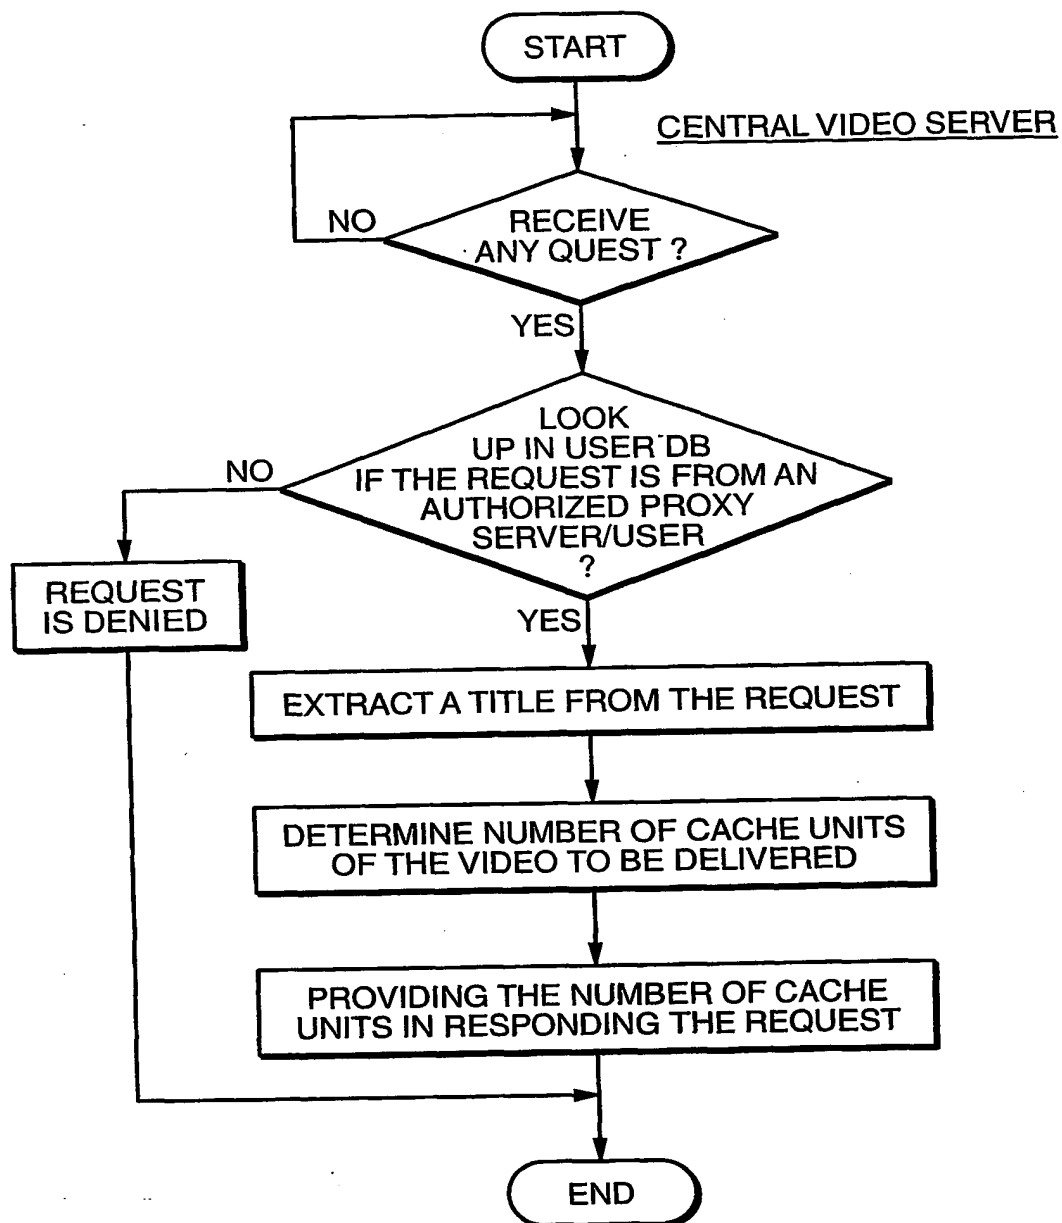 START
CENTRAL VIDEO SERVER
NO
RECEIVE
ANY QUEST ?
YES
LOOK
UP IN USER DB
IF THE REQUEST IS FROM AN
AUTHORIZED PROXY
SERVER/USER
?
NO
REQUEST
IS DENIED
YES
EXTRACT A TITLE FROM THE REQUEST
DETERMINE NUMBER OF CACHE UNITS
OF THE VIDEO TO BE DELIVERED
PROVIDING THE NUMBER OF CACHE
UNITS IN RESPONDING THE REQUEST
END